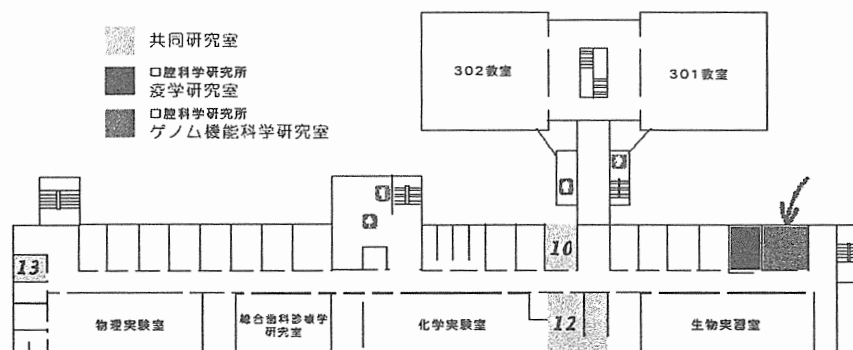 共同研究室
口腔科学研究所
疫学研究室
口腔科学研究所
ゲノム機能科学研究室
302教室
301教室
10
13
12
物理実験室
総合歯科診療学
研究室
化学実験室
生物実習室